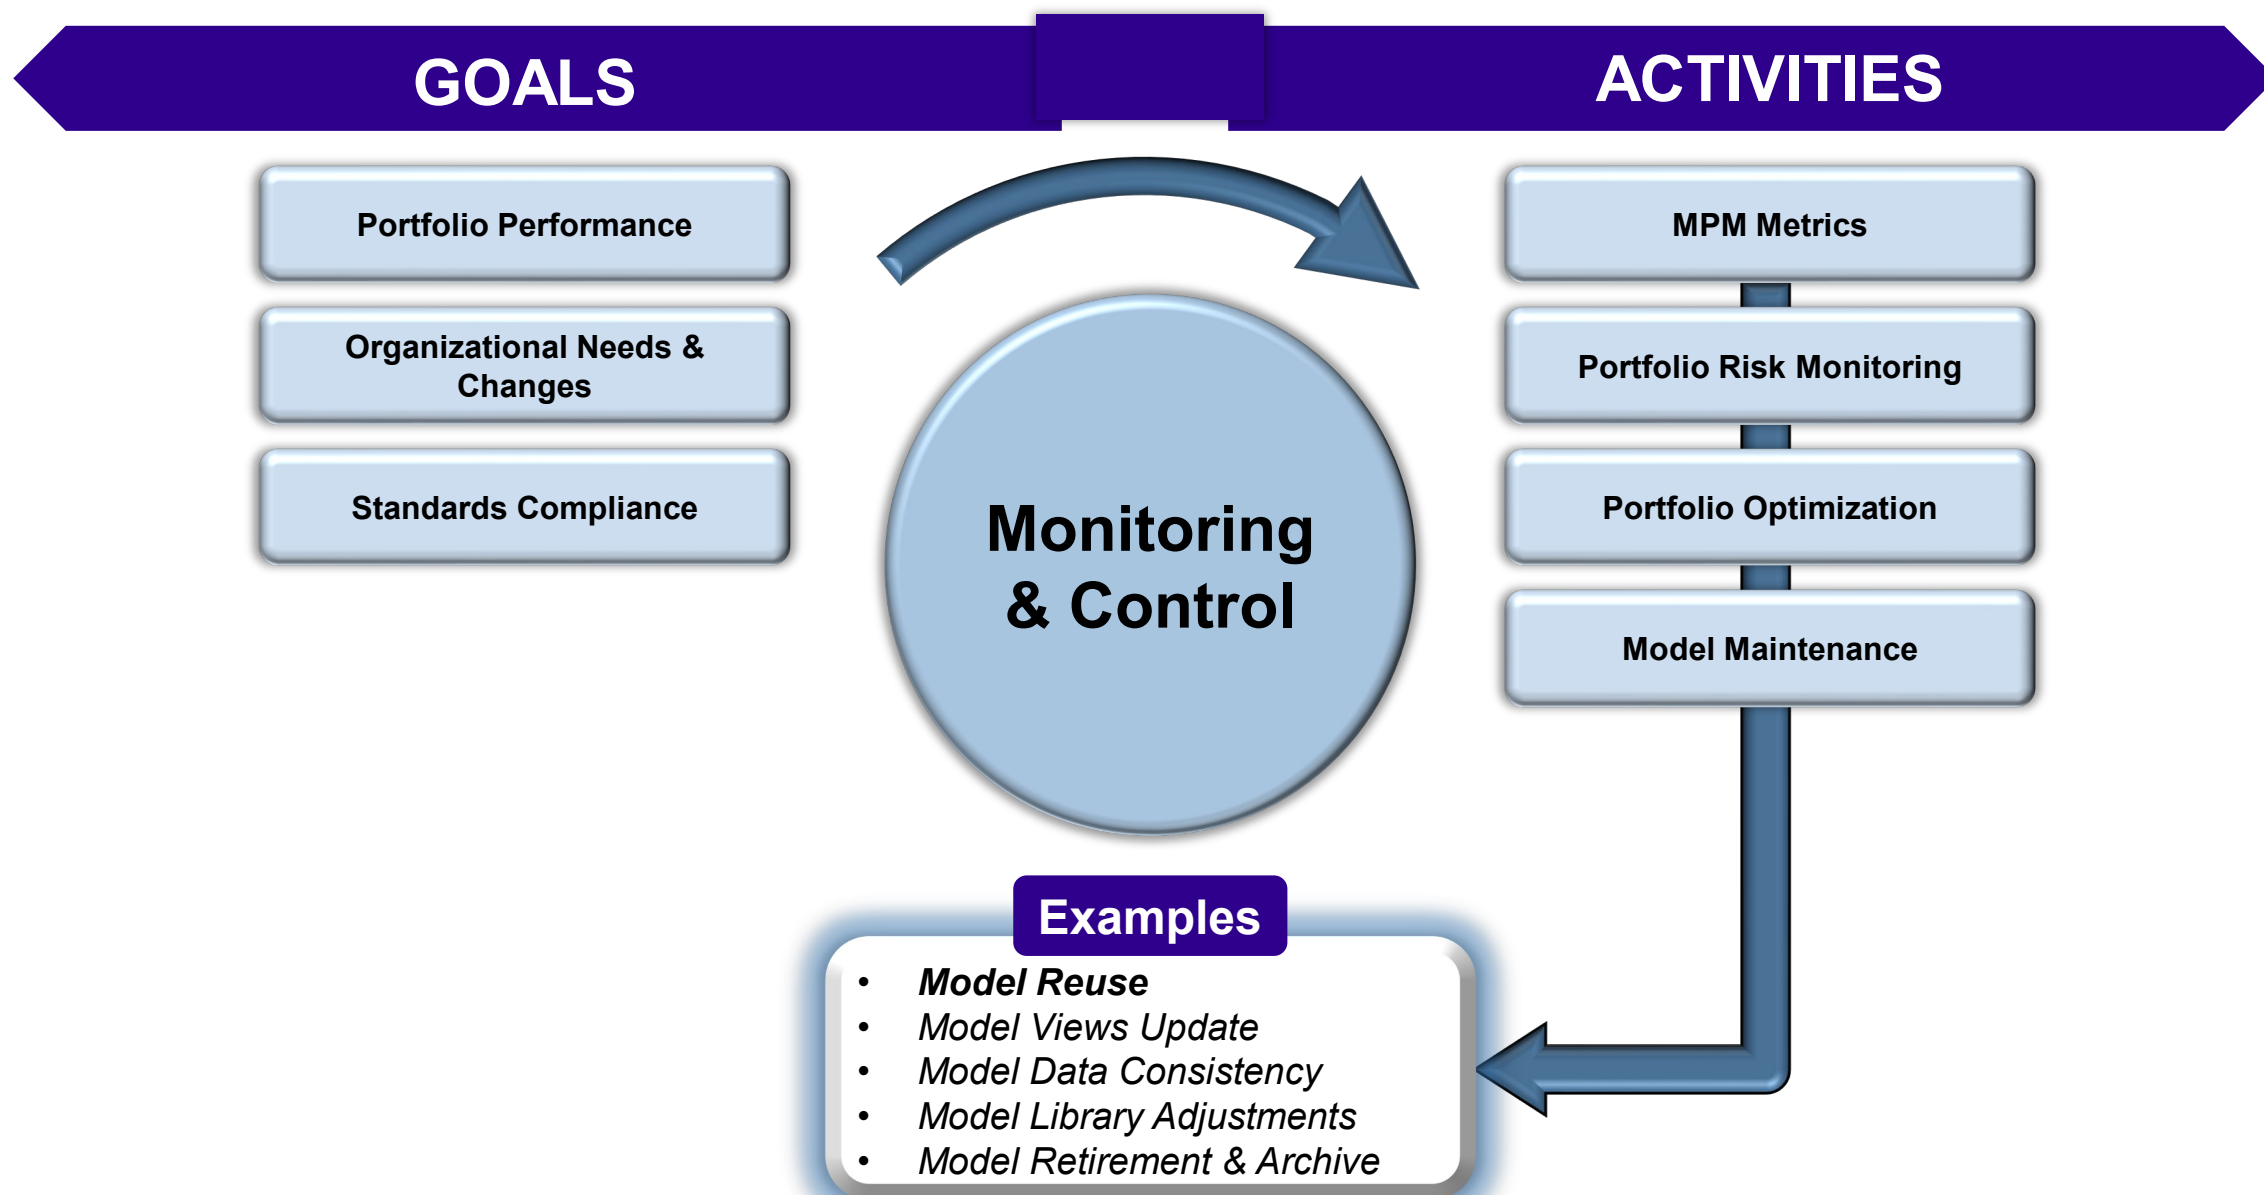 GOALS
ACTIVITIES
Portfolio Performance
Organizational Needs &
Changes
Standards Compliance
Monitoring
& Control
MPM Metrics
Portfolio Risk Monitoring
Portfolio Optimization
Model Maintenance
Examples
• Model Reuse
• Model Views Update
• Model Data Consistency
• Model Library Adjustments
• Model Retirement & Archive